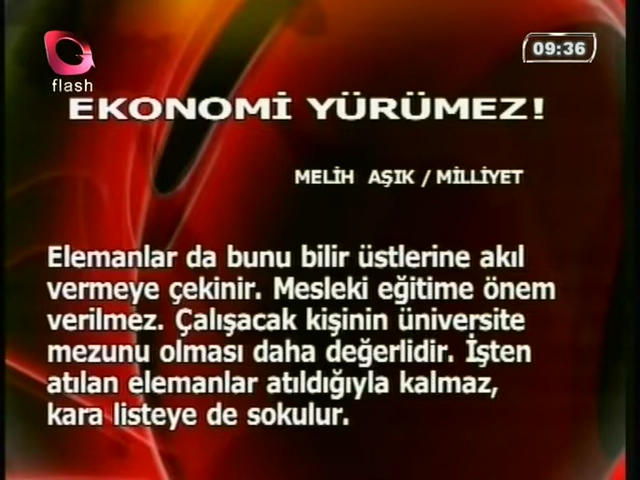 flash
09:36
EKONOMİ YÜRÜMEZ!
MELİH AŞIK / MİLLİYET
Elemanlar da bunu bilir üstlerine akıl
vermeye çekinir. Mesleki eğitime önem
verilmez. Çalışacak kişinin üniversite
mezunu olması daha değerlidir. İşten
atılan elemanlar atıldığıyla kalmaz,
kara listeye de sokulur.